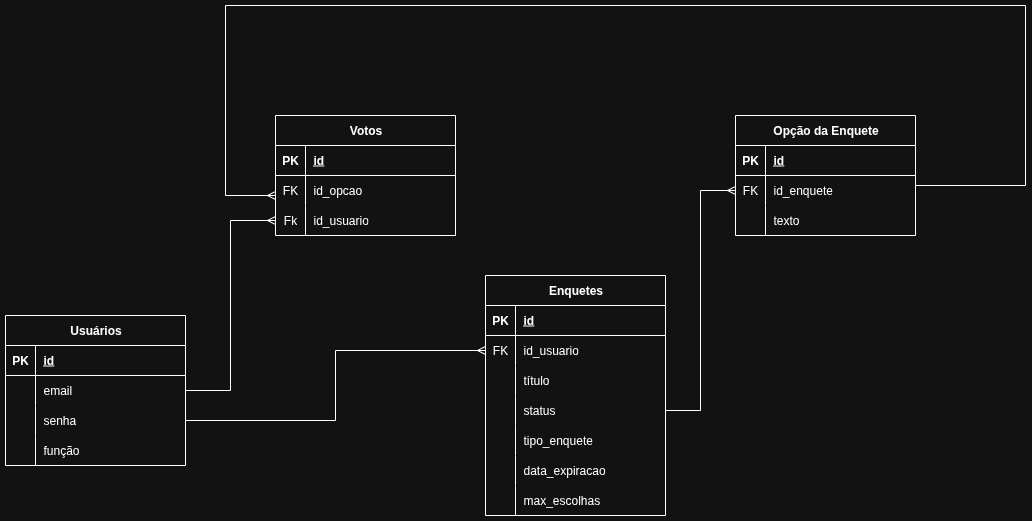 Votos
PK id
FK id_opcao
Fk id_usuario
Opção da Enquete
PK id
FK id_enquete
texto
Enquetes
PK id
FK id_usuario
título
status
tipo_enquete
data_expiracao
max_escolhas
Usuários
PK id
email
senha
função